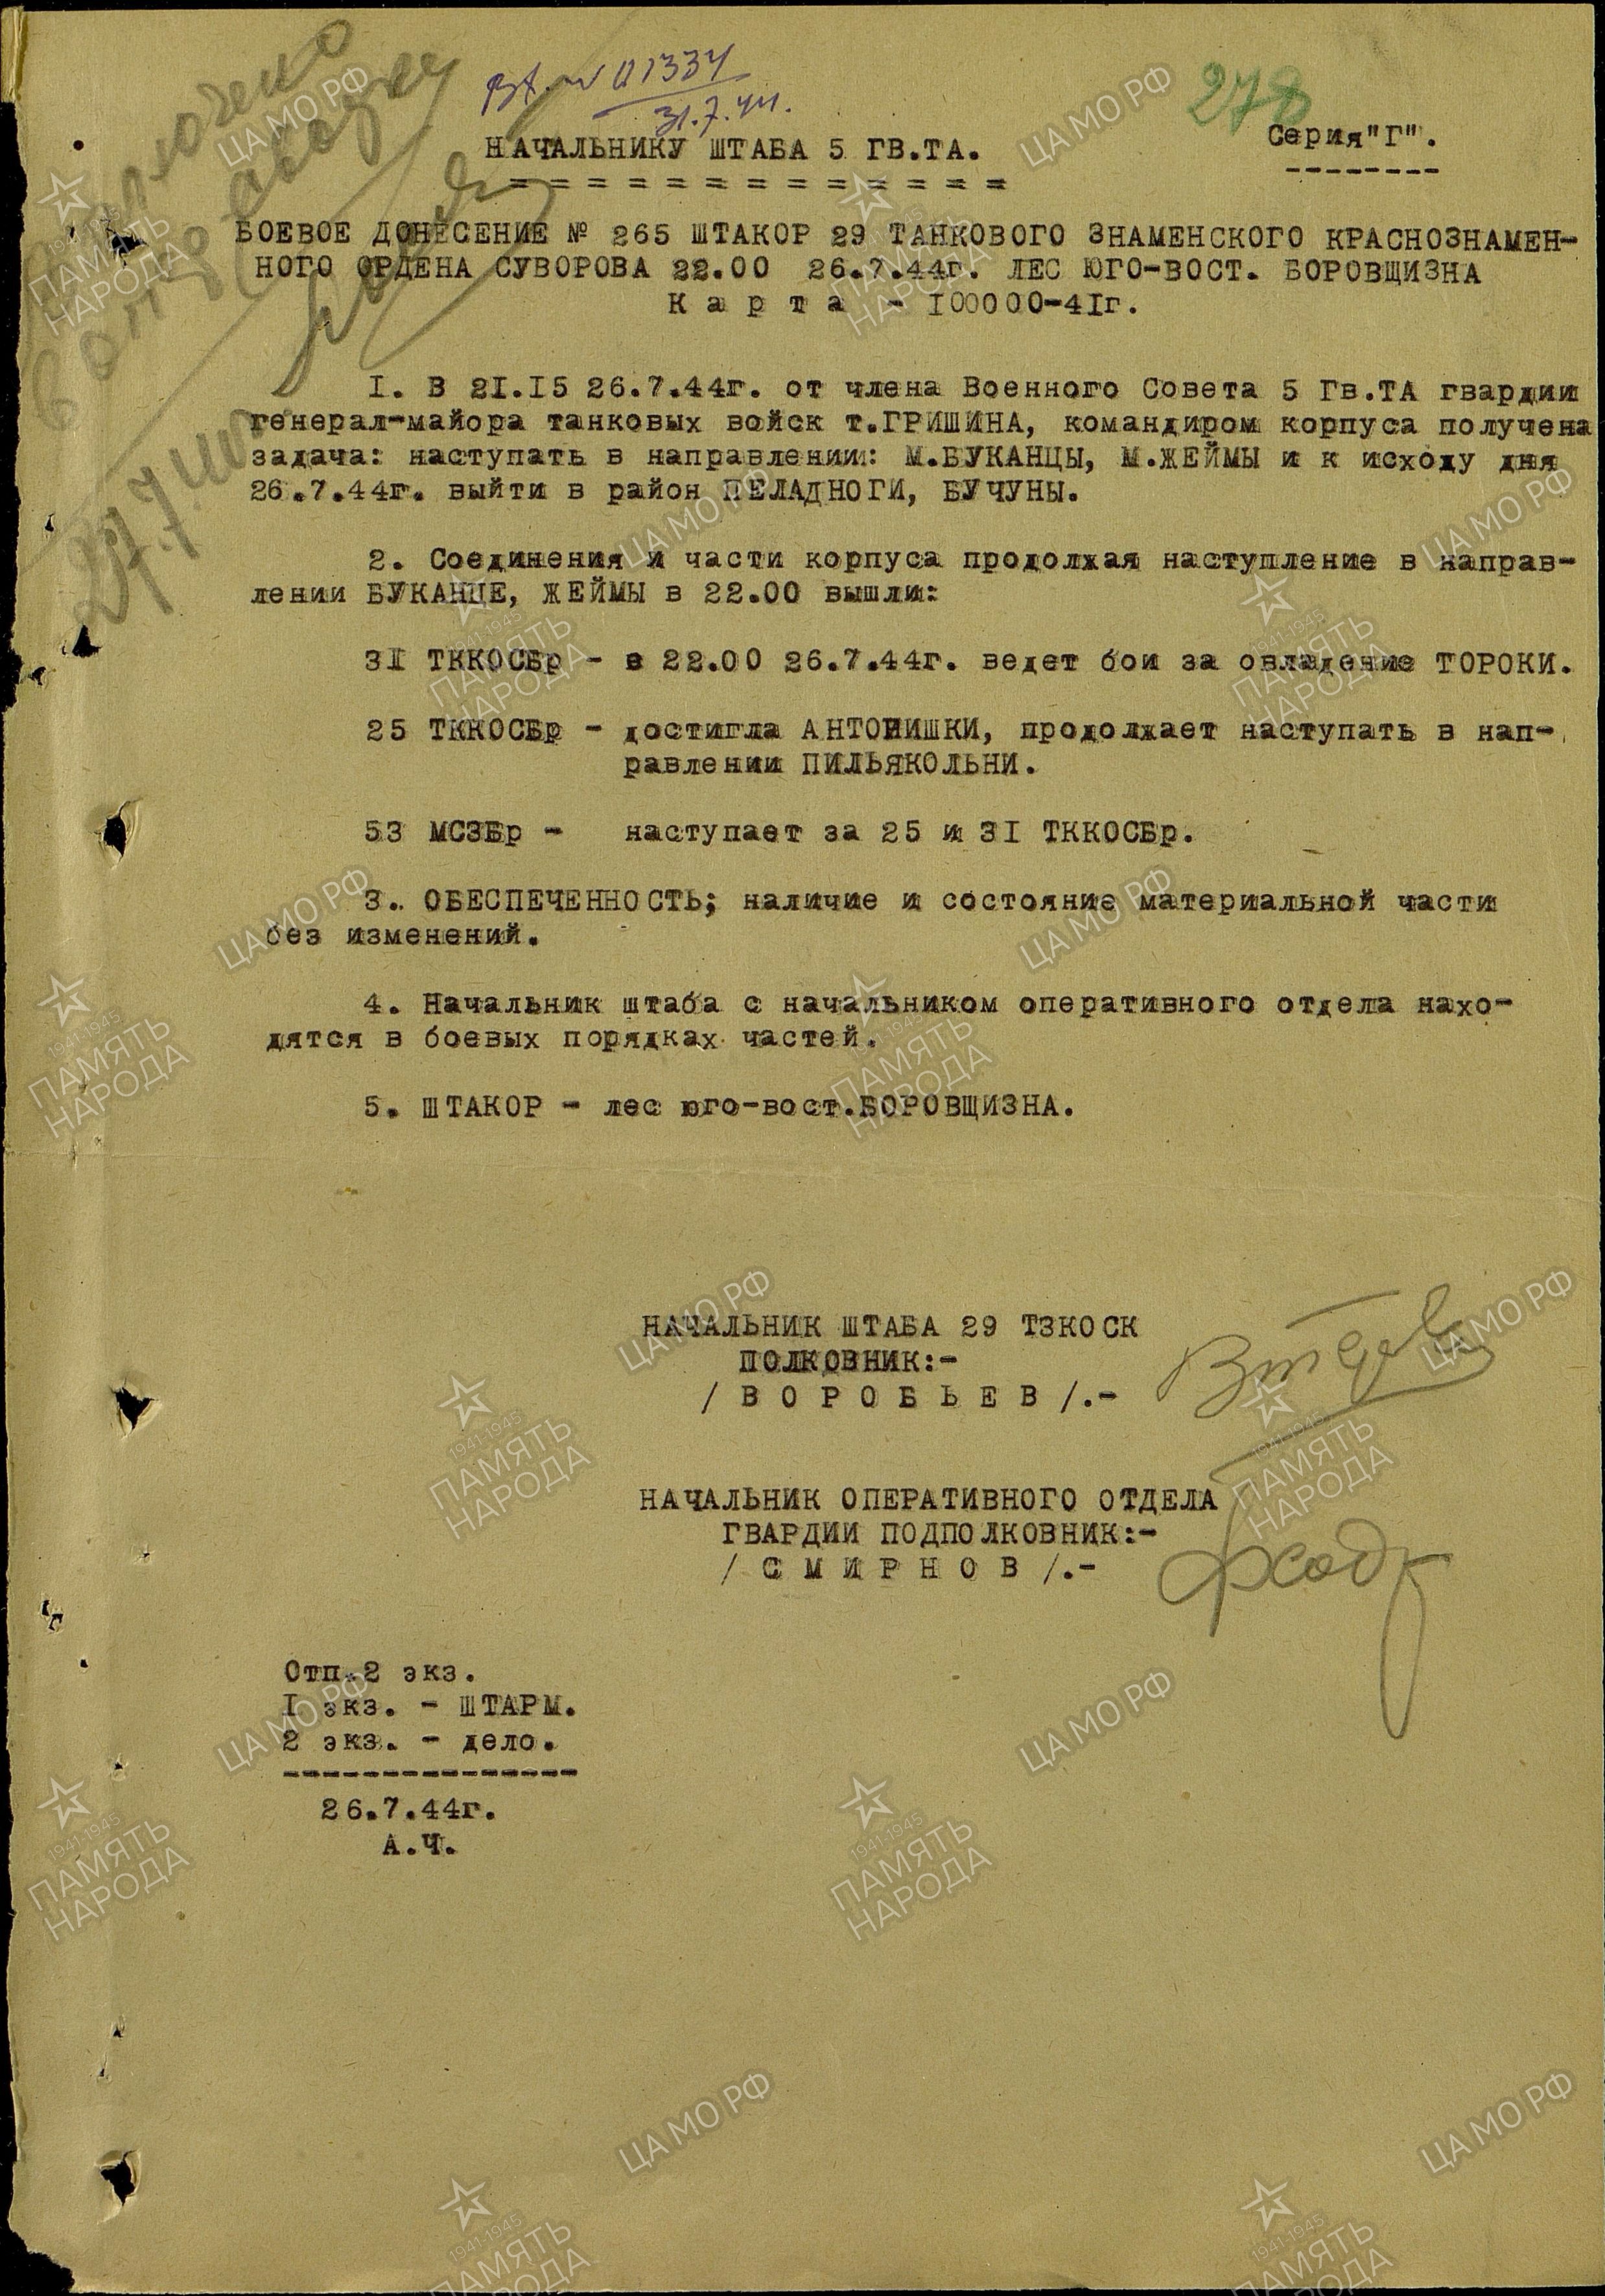 Вх. № 01334
31.7.44.
278
Серия "Г".
--------
НАЧАЛЬНИКУ ШТАБА 5 ГВ.ТА.
= = = = = = = = = = = = =
БОЕВОЕ ДОНЕСЕНИЕ № 265 ШТАКОР 29 ТАНКОВОГО ЗНАМЕНСКОГО КРАСНОЗНАМЕН-
НОГО ОРДЕНА СУВОРОВА 22.00 26.7.44г. ЛЕС ЮГО-ВОСТ. БОРОВЩИЗНА
К а р т а - 100000-41г.
1. В 21.15 26.7.44г. от члена Военного Совета 5 Гв.ТА гвардии
генерал-майора танковых войск т.ГРИШИНА, командиром корпуса получена
задача: наступать в направлении: М.БУКАНЦЫ, М.ЖЕЙМЫ и к исходу дня
26.7.44г. выйти в район ПЕЛАДНОГИ, БУЧУНЫ.
2. Соединения и части корпуса продолжая наступление в направ-
лении БУКАНЦЕ, ЖЕЙМЫ в 22.00 вышли:
31 ТККОСБр - в 22.00 26.7.44г. ведет бои за овладение ТОРОКИ.
25 ТККОСБр - достигла АНТОНИШКИ, продолжает наступать в нап-
равлении ПИЛЬЯКОЛЬНИ.
53 МСЗБр - наступает за 25 и 31 ТККОСБр.
3. ОБЕСПЕЧЕННОСТЬ; наличие и состояние материальной части
без изменений.
4. Начальник штаба с начальником оперативного отдела нахо-
дятся в боевых порядках частей.
5. ШТАКОР - лес юго-вост.БОРОВЩИЗНА.
НАЧАЛЬНИК ШТАБА 29 ТЗКОСК
ПОЛКОВНИК:-
/ В О Р О Б Ь Е В /.-
НАЧАЛЬНИК ОПЕРАТИВНОГО ОТДЕЛА
ГВАРДИИ ПОДПОЛКОВНИК:-
/ С М И Р Н О В /.-
Отп.2 экз.
1 экз. - ШТАРМ.
2 экз. - дело.
---------------
26.7.44г.
А.Ч.